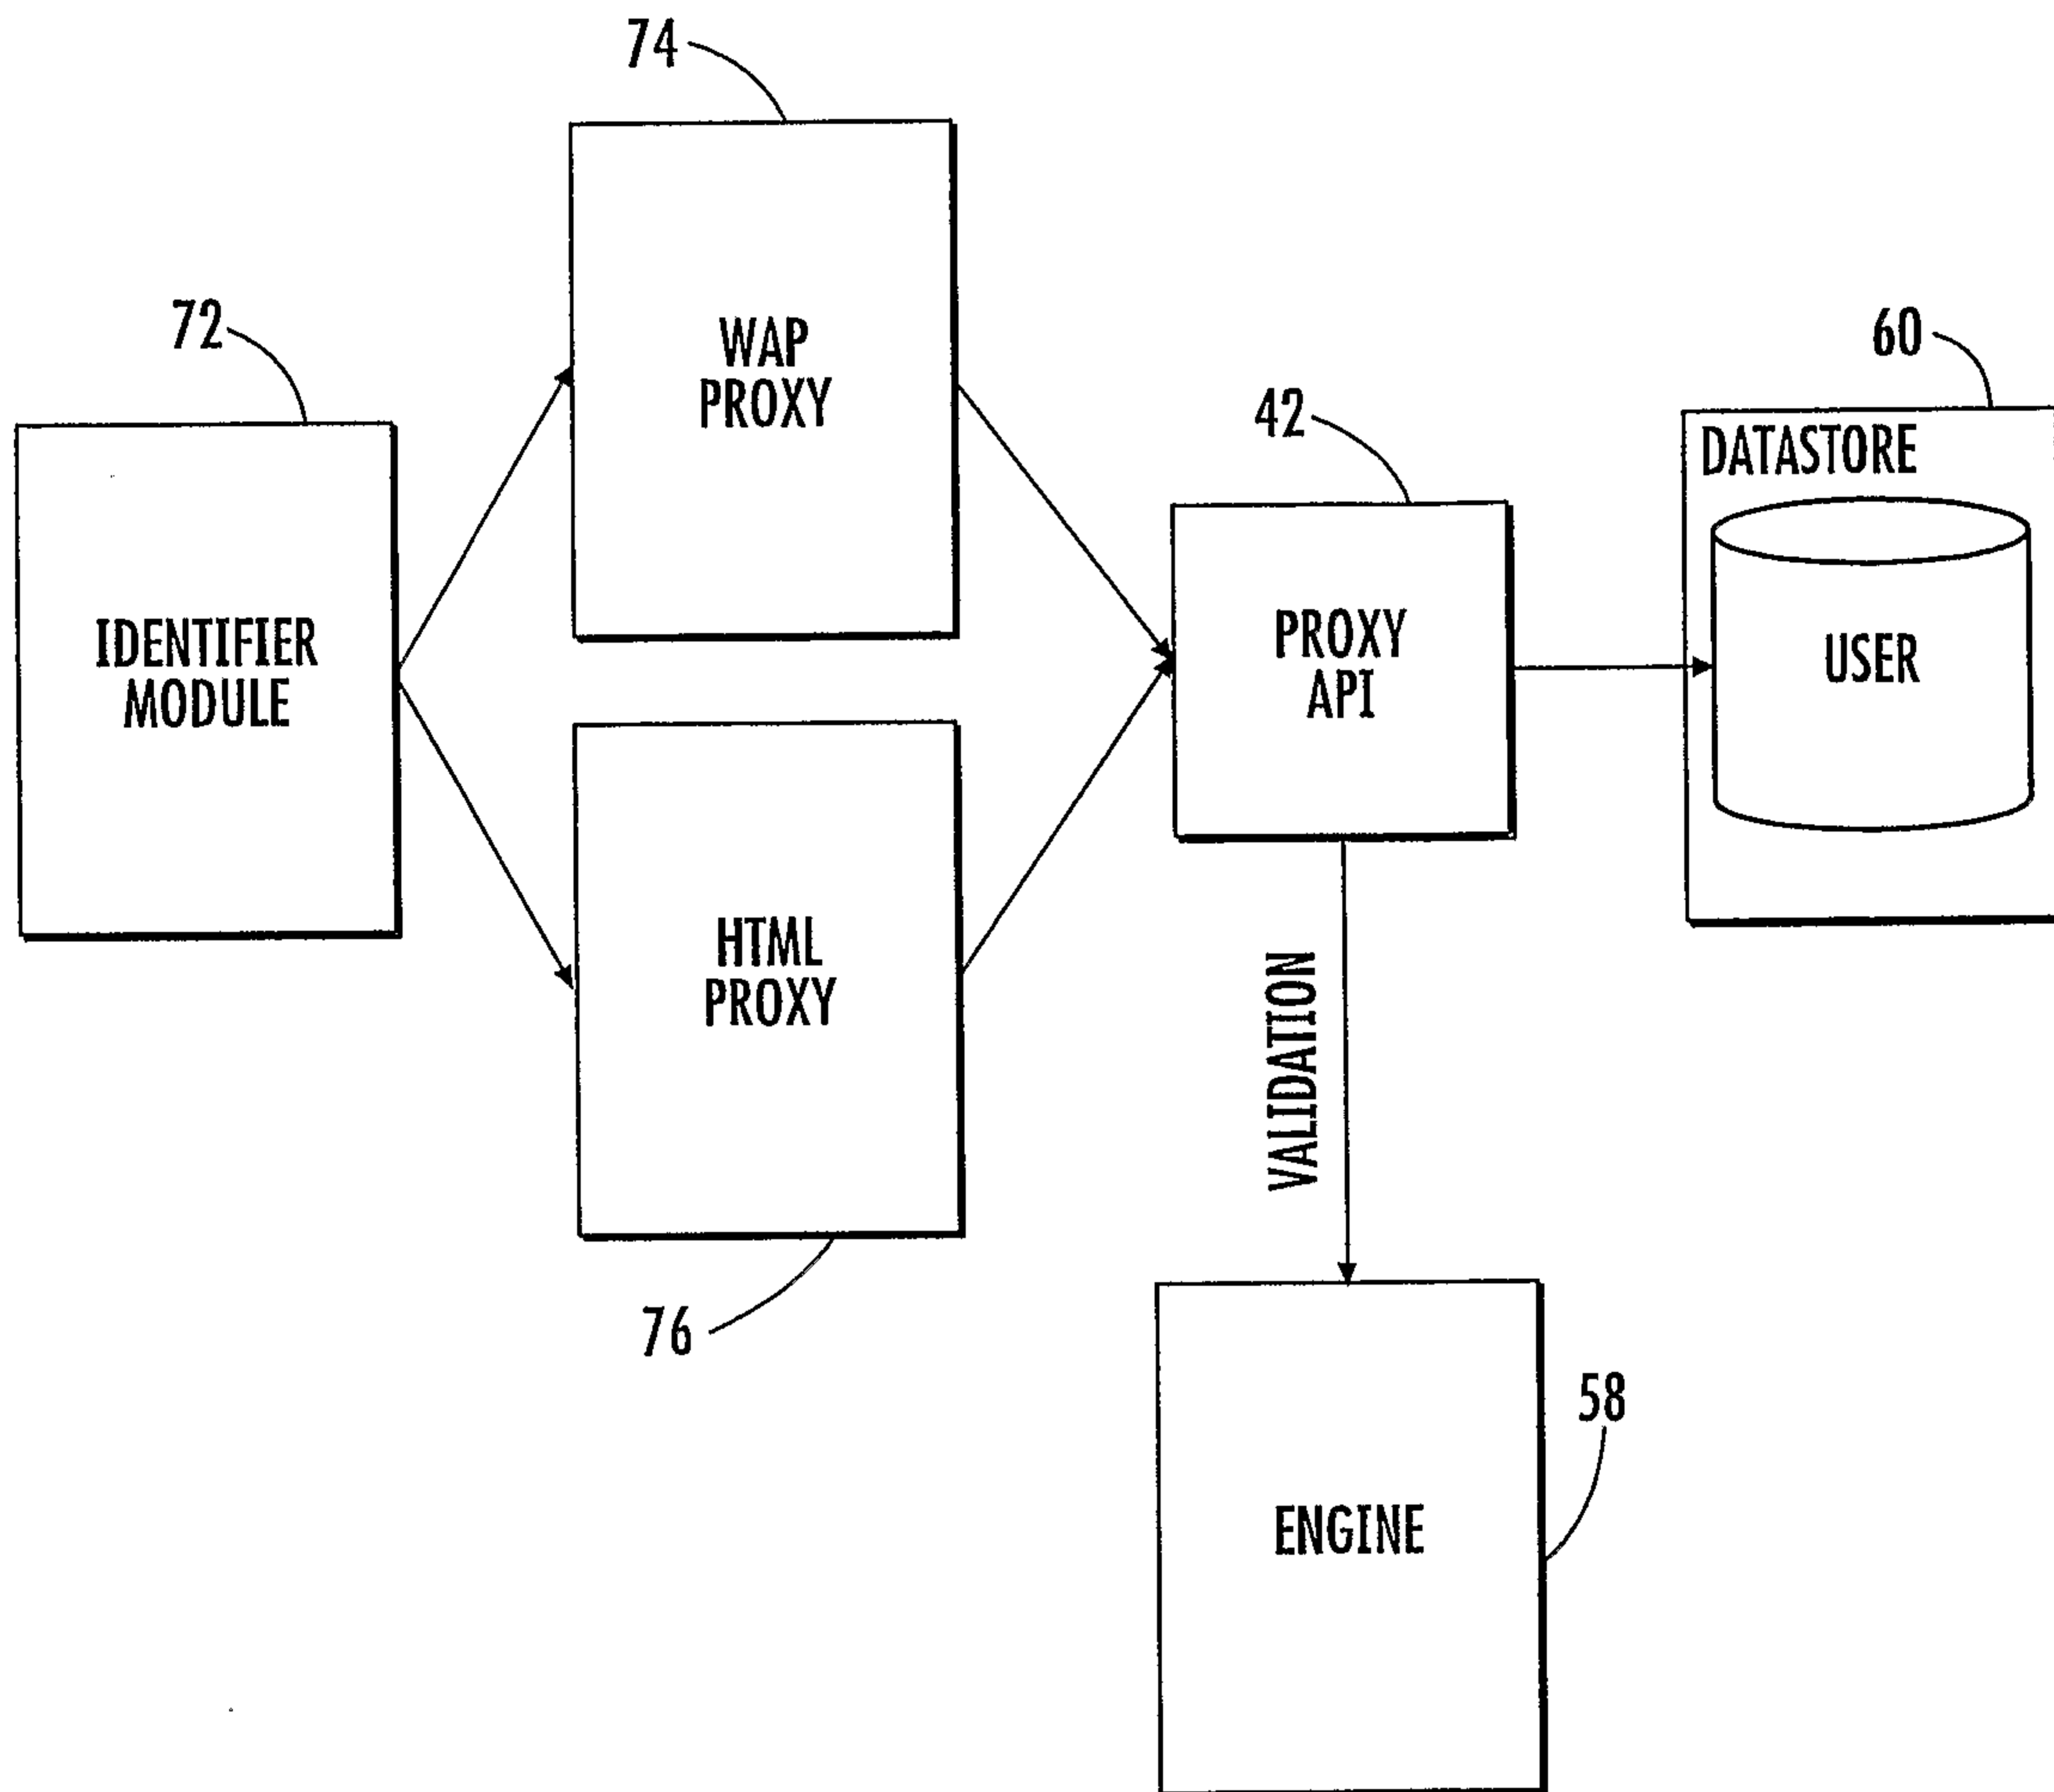 74
72
WAP
PROXY
60
42
DATASTORE
IDENTIFIER
MODULE
PROXY
API
USER
HTML
PROXY
VALIDATION
76
58
ENGINE